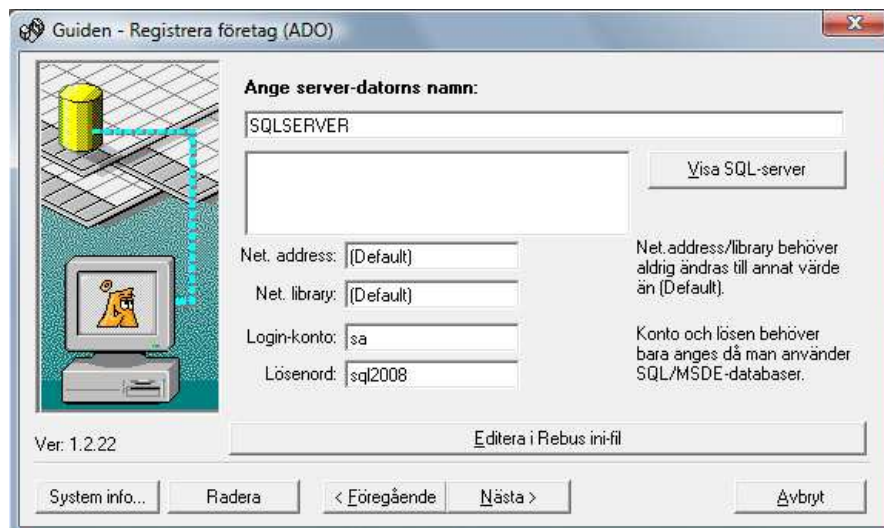 Guiden - Registrera företag (ADO)
Ange server-datorns namn:
SQLSERVER
Visa SQL-server
Net. address: (Default)
Net. library: (Default)
Net.address/library behöver
aldrig ändras till annat värde
än (Default).
Login-konto: sa
Lösenord: sql2008
Konto och lösen behöver
bara anges då man använder
SQL/MSDE-databaser.
Ver: 1.2.22
Editera i Rebus ini-fil
System info...
Radera
< Föregående
Nästa >
Avbryt